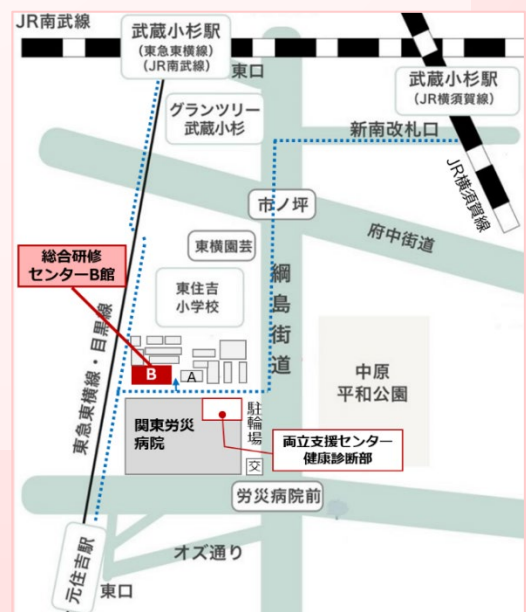 JR南武線
武蔵小杉駅
(東急東横線)
(JR南武線)
東口
武蔵小杉駅
(JR横須賀線)
グランツリー
武蔵小杉
新南改札口
JR横須賀線
市ノ坪
府中街道
東横園芸
総合研修
センターB館
東住吉
小学校
綱島街道
東急東横線・目黒線
B
A
中原
平和公園
関東労災
病院
駐輪場
交
両立支援センター
健康診断部
労災病院前
元住吉駅
東口
オズ通り